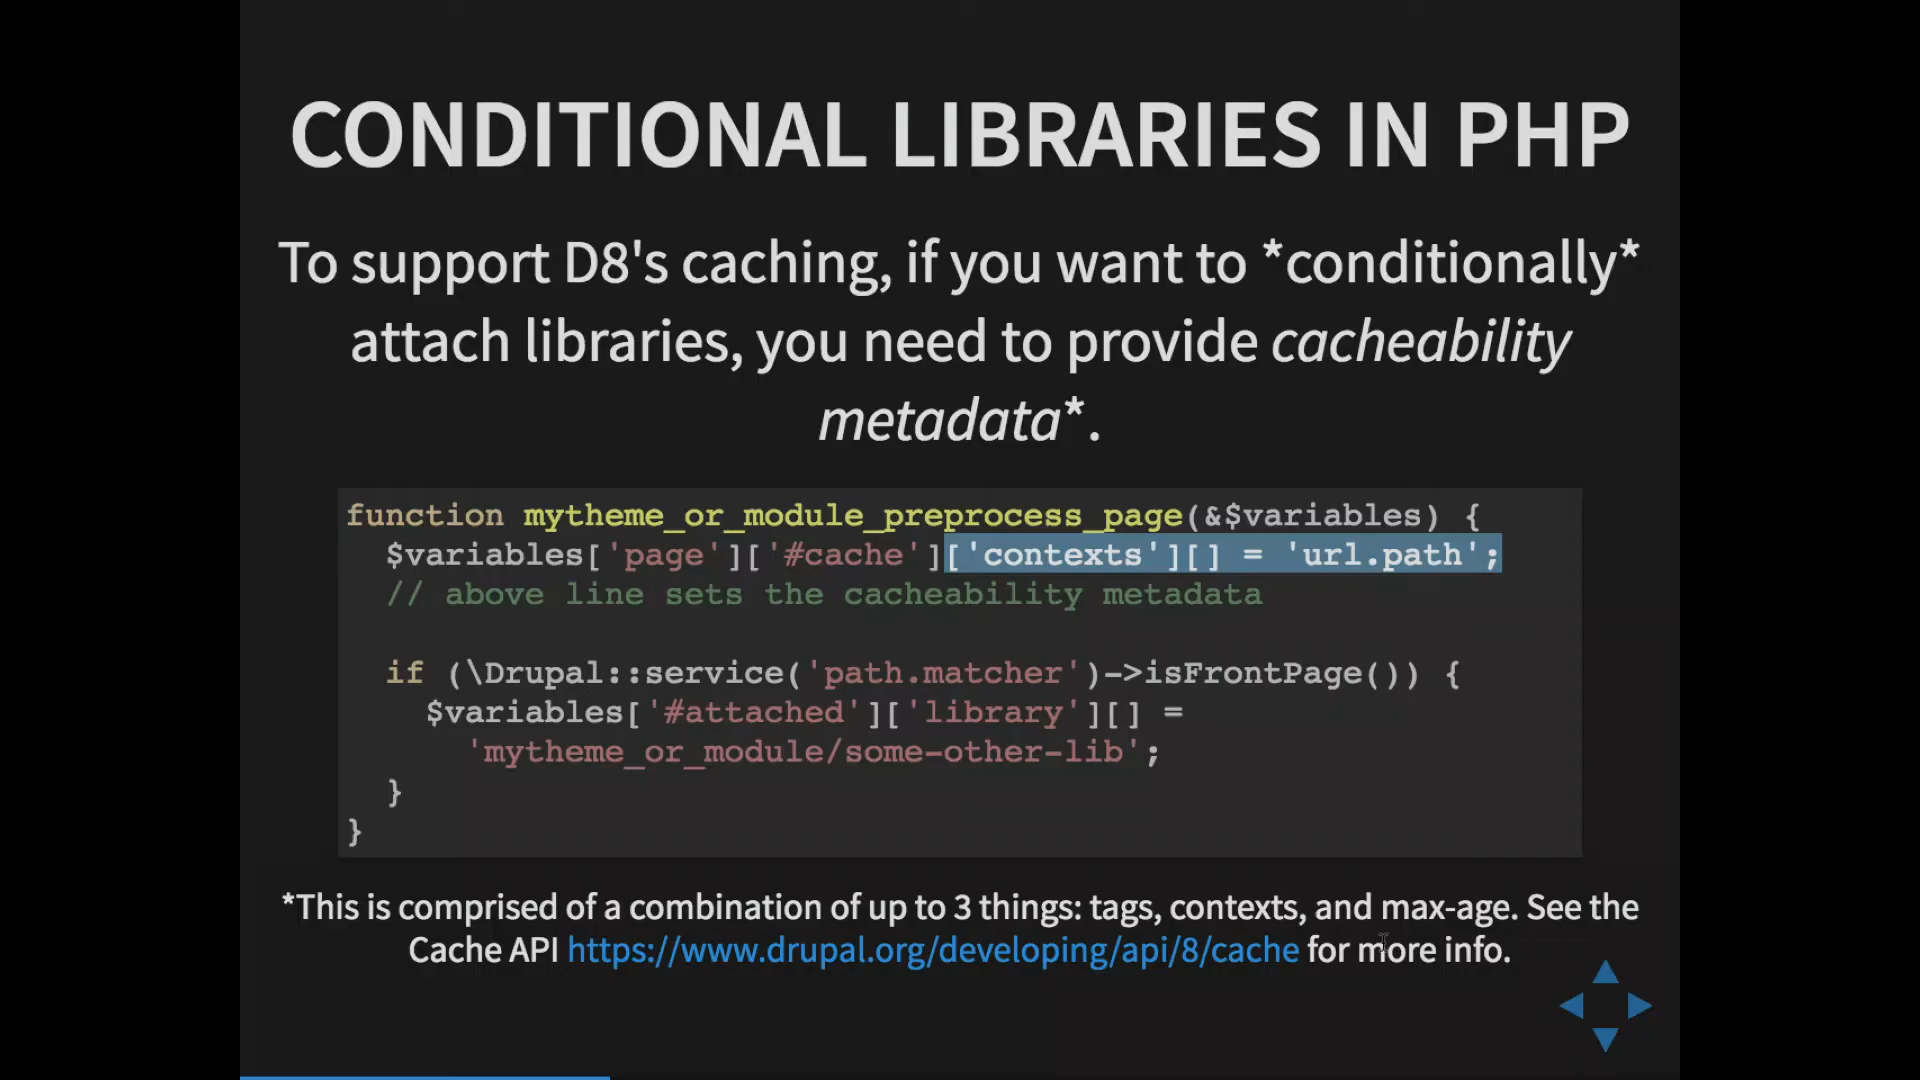 CONDITIONAL LIBRARIES IN PHP
To support D8's caching, if you want to *conditionally*
attach libraries, you need to provide cacheability
metadata*.
function mytheme_or_module_preprocess_page(&$variables) {
  $variables['page']['#cache']['contexts'][] = 'url.path';
  // above line sets the cacheability metadata
  if (\Drupal::service('path.matcher')->isFrontPage()) {
    $variables['#attached']['library'][] =
      'mytheme_or_module/some-other-lib';
  }
}
*This is comprised of a combination of up to 3 things: tags, contexts, and max-age. See the
Cache API https://www.drupal.org/developing/api/8/cache for more info.